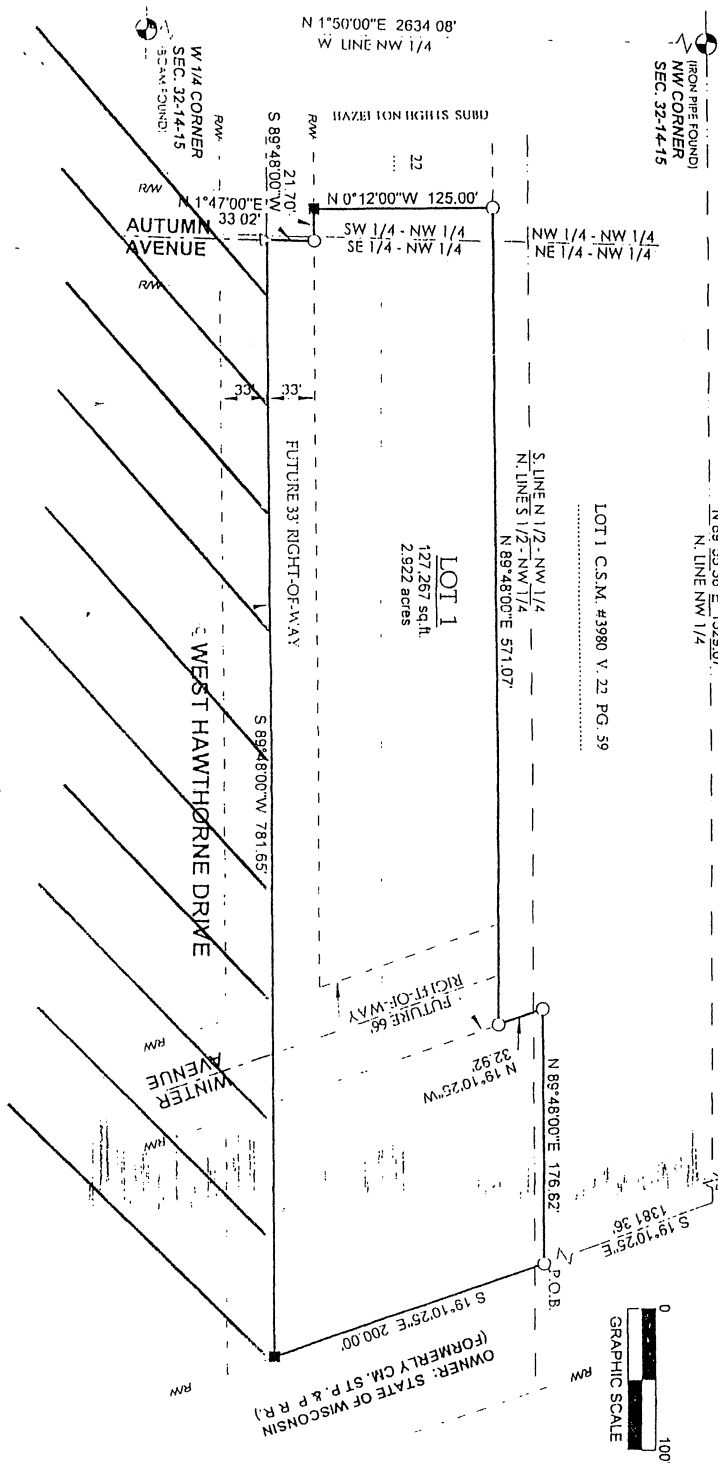 N 1°50'00"E 2634 08'
W LINE NW 1/4
(IRON PIPE FOUND)
NW CORNER
SEC. 32-14-15
W 1/4 CORNER
SEC. 32-14-15
R/W
R/W
HAZELTON HGHTS SUBD
22
S 89°48'00"W
21.70'
N 1°47'00"E
33 02'
R/W
AUTUMN
AVENUE
R/W
N 0°12'00"W 125.00'
SW 1/4 - NW 1/4
SE 1/4 - NW 1/4
NW 1/4 - NW 1/4
NE 1/4 - NW 1/4
33'
33'
FUTURE 33' RIGHT-OF-WAY
S. LINE N 1/2 - NW 1/4
N. LINE S 1/2 - NW 1/4
N 89°48'00"E 571.07'
LOT 1 C.S.M. #3980 V. 22 PG. 59
N. LINE NW 1/4
LOT 1
127,267 sq.ft.
2.922 acres
WEST HAWTHORNE DRIVE
S 89°48'00"W 781.65'
FUTURE 66'
RIGHT-OF-WAY
WINTER
AVENUE
R/W
R/W
N 19°10'25"W
32.92'
N 89°48'00"E 176.62'
S 19°10'25"E
1381 36'
P.O.B.
S 19°10'25"E 200.00'
OWNER: STATE OF WISCONSIN
(FORMERLY CM. ST P. & P R R.)
R/W
R/W
0
100'
GRAPHIC SCALE